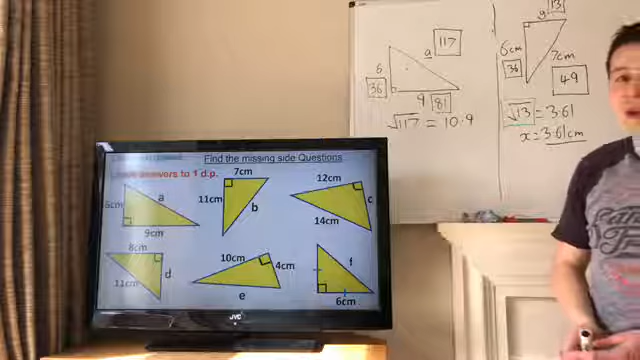 117
a
6
36
9
81
√117 = 10.9
y
13
6cm
36
7cm
49
√13 = 3.61
x = 3.61cm
Find the missing side Questions
answers to 1 d.p.
a
9cm
7cm
11cm
b
12cm
c
14cm
8cm
d
11cm
10cm
4cm
e
f
6cm
JVC